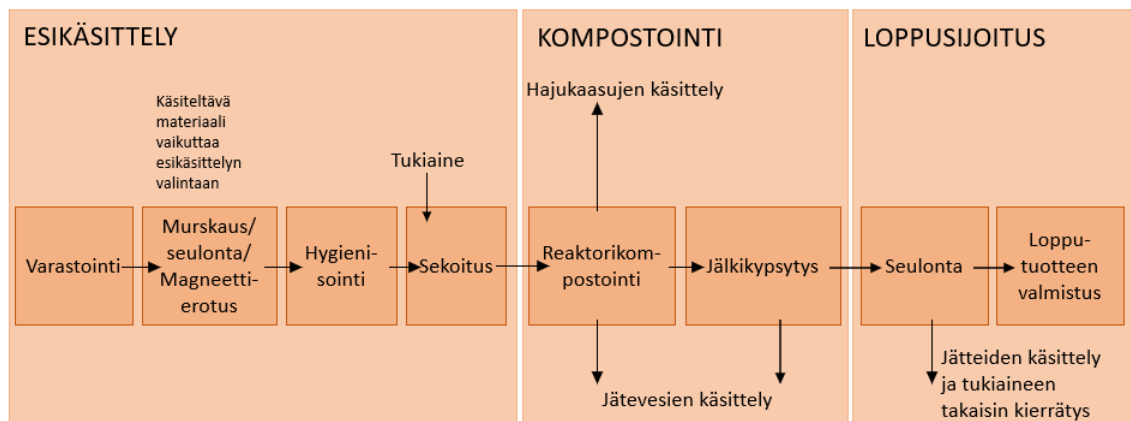 ESIKÄSITTELY
Käsiteltävä
materiaali
vaikuttaa
esikäsittelyn
valintaan
Tukiaine
Varastointi
Murskaus/
seulonta/
Magneetti-
erotus
Hygieni-
sointi
Sekoitus
KOMPOSTOINTI
Hajukaasujen käsittely
Reaktorikom-
postointi
Jälkikypsytys
Jätevesien käsittely
LOPPUSIJOITUS
Seulonta
Loppu-
tuotteen
valmistus
Jätteiden käsittely
ja tukiaineen
takaisin kierrätys